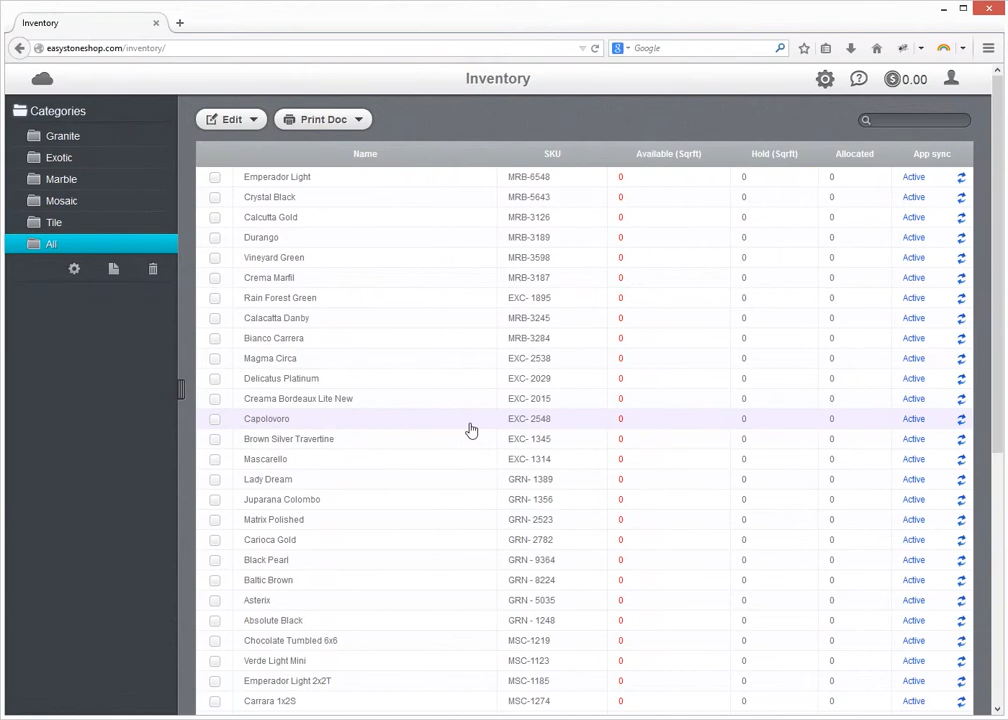 Inventory
easystoneshop.com/inventory/
Google
Inventory
0.00
Categories
Granite
Exotic
Marble
Mosaic
Tile
All
Edit
Print Doc
Name SKU Available (Sqrft) Hold (Sqrft) Allocated App sync
Emperador Light MRB-6548 0 0 0 Active
Crystal Black MRB-5643 0 0 0 Active
Calcutta Gold MRB-3126 0 0 0 Active
Durango MRB-3189 0 0 0 Active
Vineyard Green MRB-3598 0 0 0 Active
Crema Marfil MRB-3187 0 0 0 Active
Rain Forest Green EXC- 1895 0 0 0 Active
Calacatta Danby MRB-3245 0 0 0 Active
Bianco Carrera MRB-3284 0 0 0 Active
Magma Circa EXC- 2538 0 0 0 Active
Delicatus Platinum EXC- 2029 0 0 0 Active
Creama Bordeaux Lite New EXC- 2015 0 0 0 Active
Capolovoro EXC- 2548 0 0 0 Active
Brown Silver Travertine EXC- 1345 0 0 0 Active
Mascarello EXC- 1314 0 0 0 Active
Lady Dream GRN- 1389 0 0 0 Active
Juparana Colombo GRN- 1356 0 0 0 Active
Matrix Polished GRN- 2523 0 0 0 Active
Carioca Gold GRN- 2782 0 0 0 Active
Black Pearl GRN - 9364 0 0 0 Active
Baltic Brown GRN - 8224 0 0 0 Active
Asterix GRN - 5035 0 0 0 Active
Absolute Black GRN - 1248 0 0 0 Active
Chocolate Tumbled 6x6 MSC-1219 0 0 0 Active
Verde Light Mini MSC-1123 0 0 0 Active
Emperador Light 2x2T MSC-1185 0 0 0 Active
Carrara 1x2S MSC-1274 0 0 0 Active